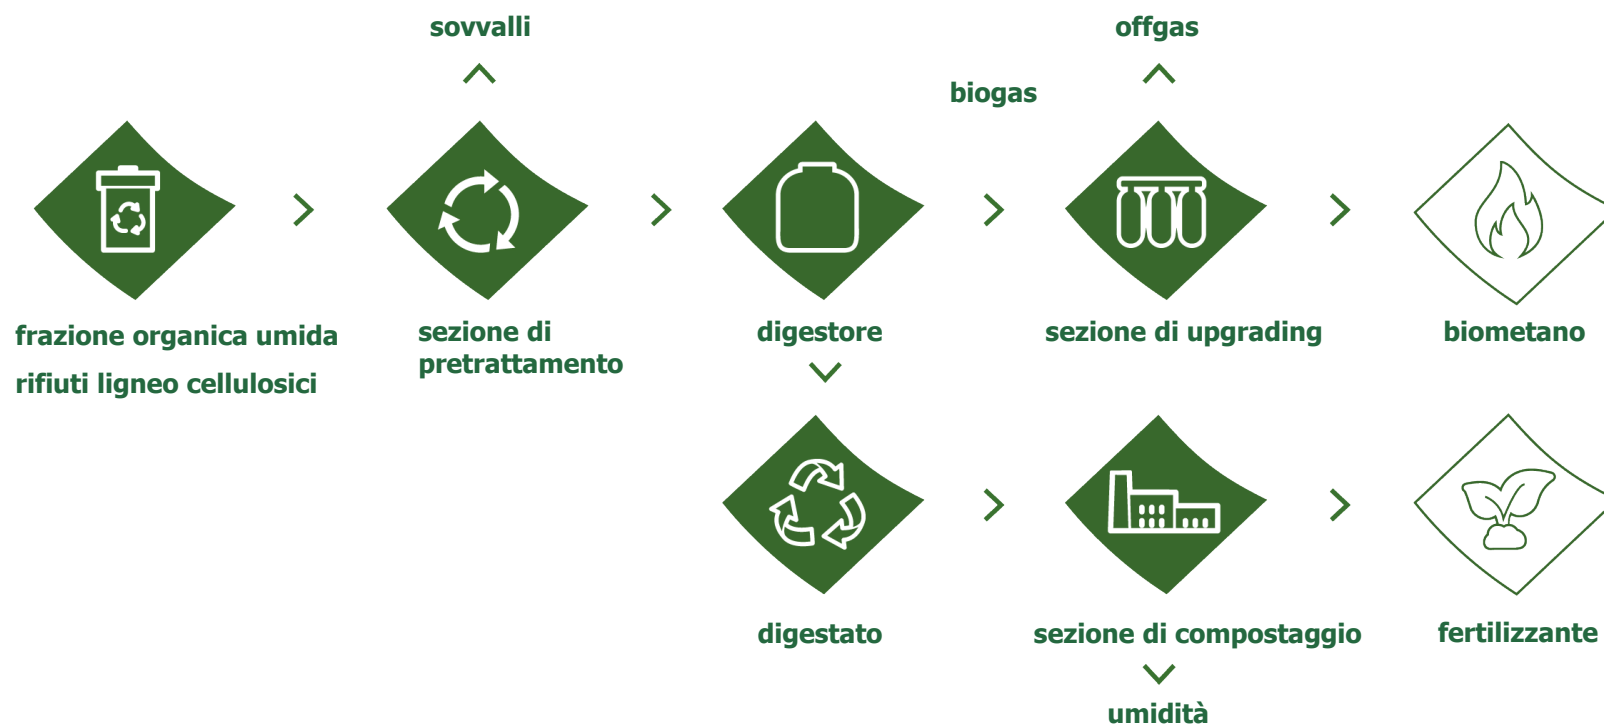 sovvalli
offgas
biogas
frazione organica umida
rifiuti ligneo cellulosici
sezione di
pretrattamento
digestore
sezione di upgrading
biometano
digestato
sezione di compostaggio
fertilizzante
umidità